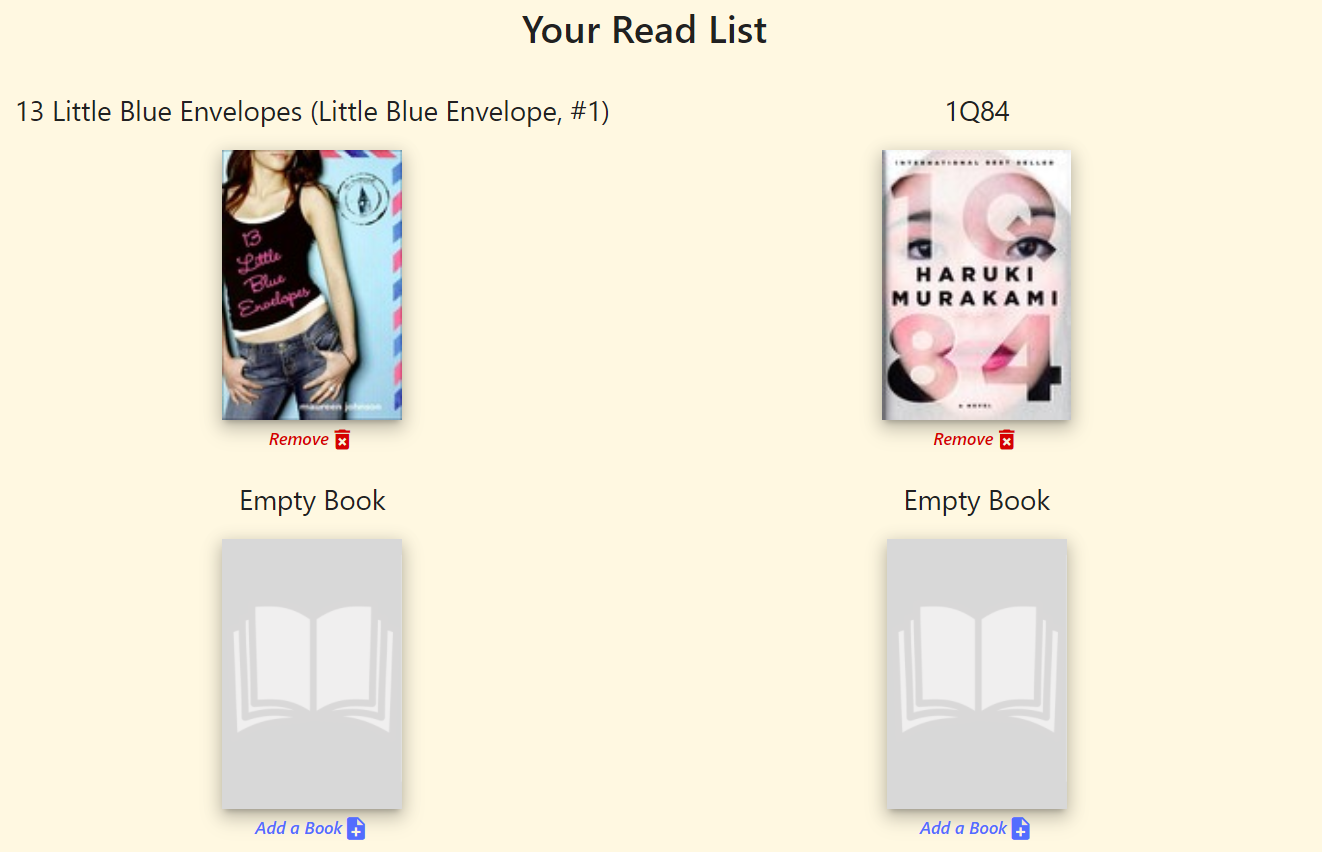 Your Read List
13 Little Blue Envelopes (Little Blue Envelope, #1)
1Q84
13
Little
Blue
Envelopes
maureen johnson
INTERNATIONAL BEST SELLER
1Q
HARUKI
MURAKAMI
84
A NOVEL
Remove
Remove
Empty Book
Empty Book
Add a Book
Add a Book